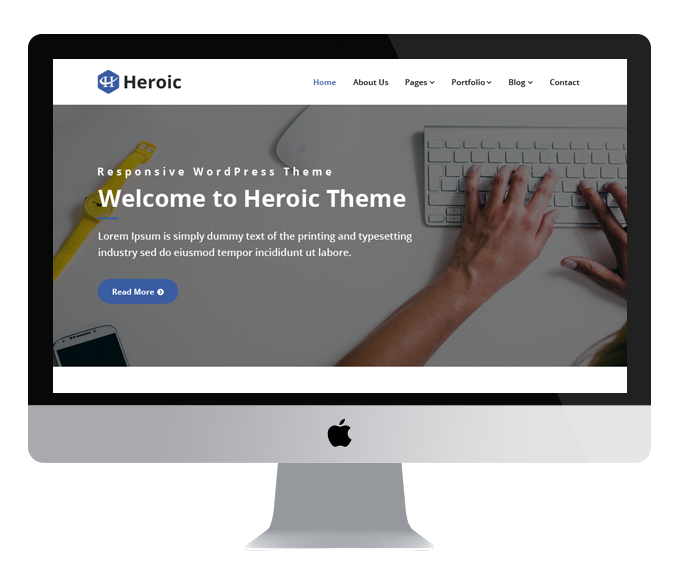 Heroic
Home About Us Pages Portfolio Blog Contact
Responsive WordPress Theme
Welcome to Heroic Theme
Lorem Ipsum is simply dummy text of the printing and typesetting
industry sed do eiusmod tempor incididunt ut labore.
Read More